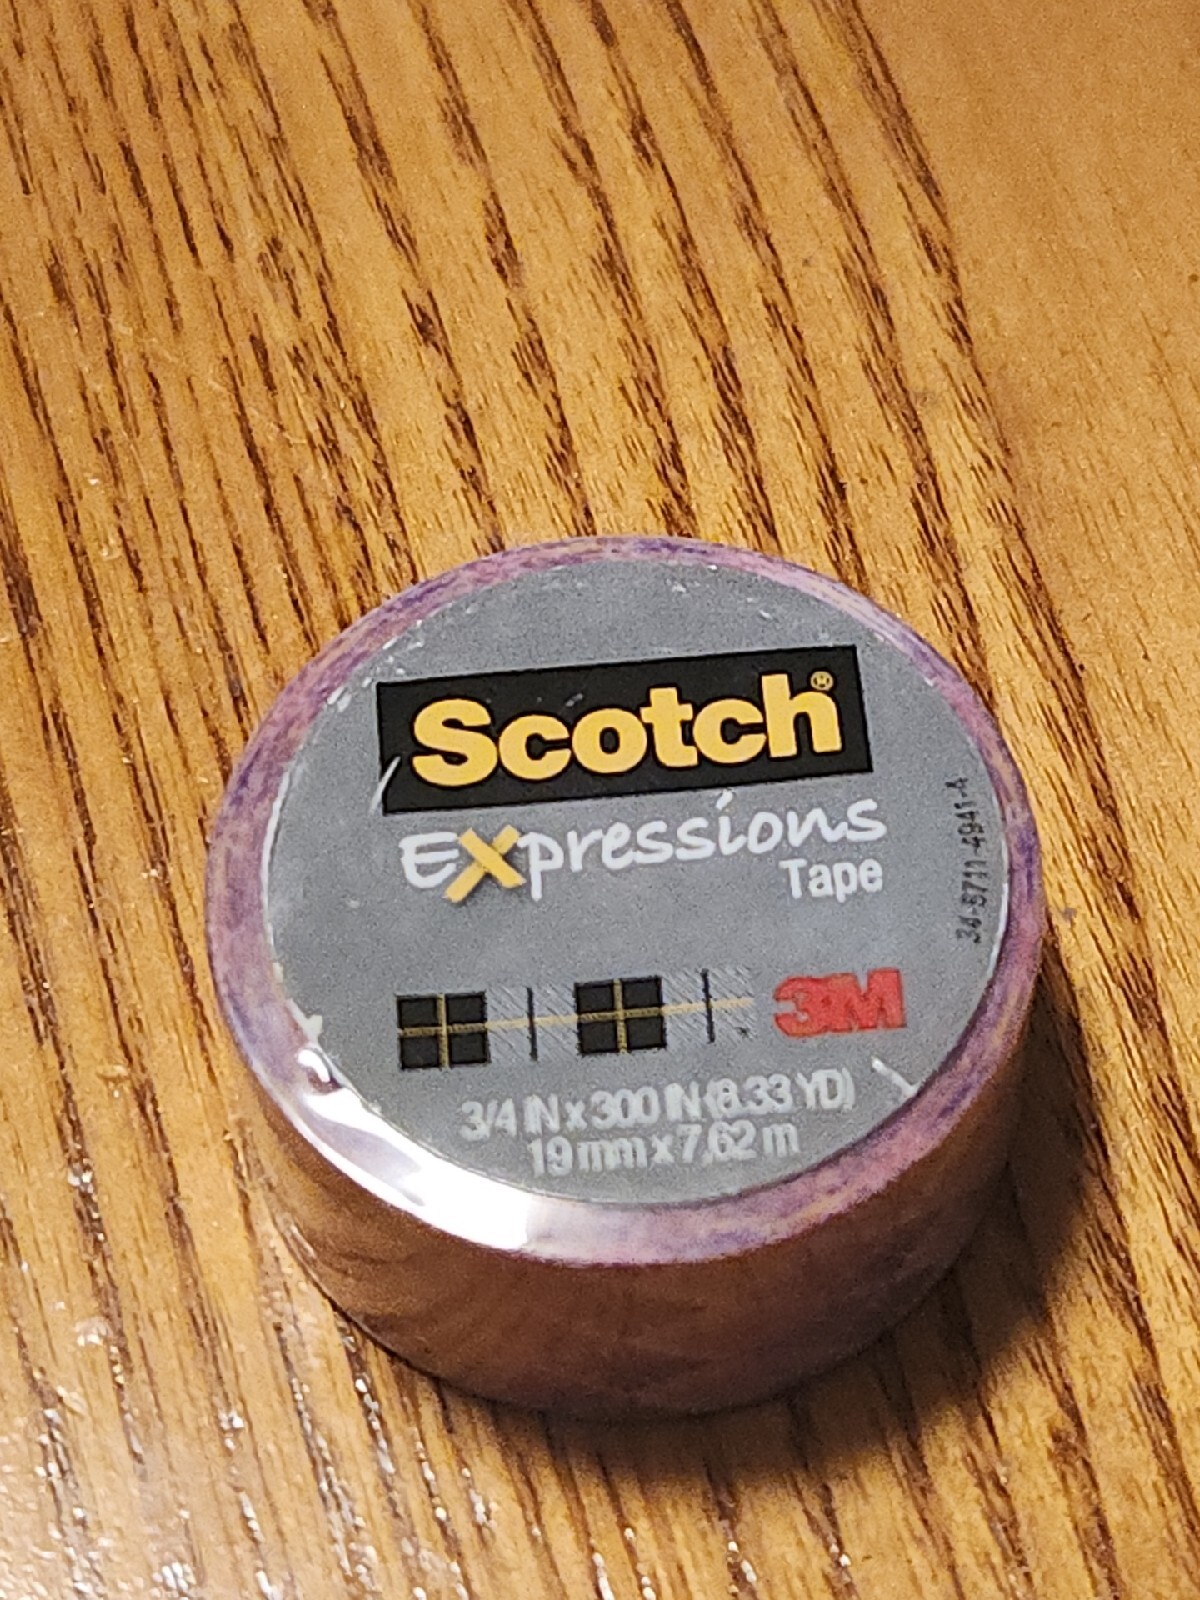 Scotch®
Expressions
Tape
3M
3/4 IN x 300 IN (8.33 YD)
19 mm x 7,62 m
34-8711-4941-4